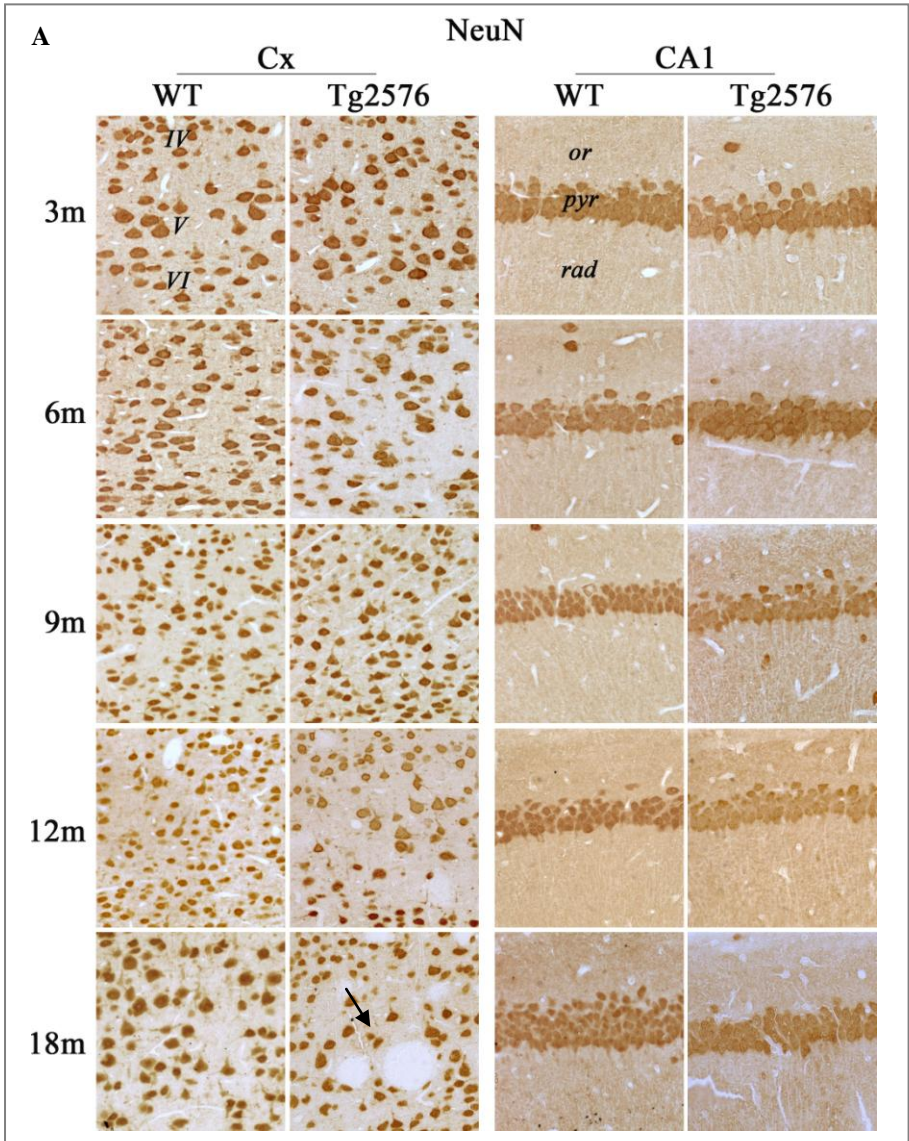 A
NeuN
Cx CA1
WT Tg2576 WT Tg2576
3m
IV
V
VI
or
pyr
rad
6m
9m
12m
18m